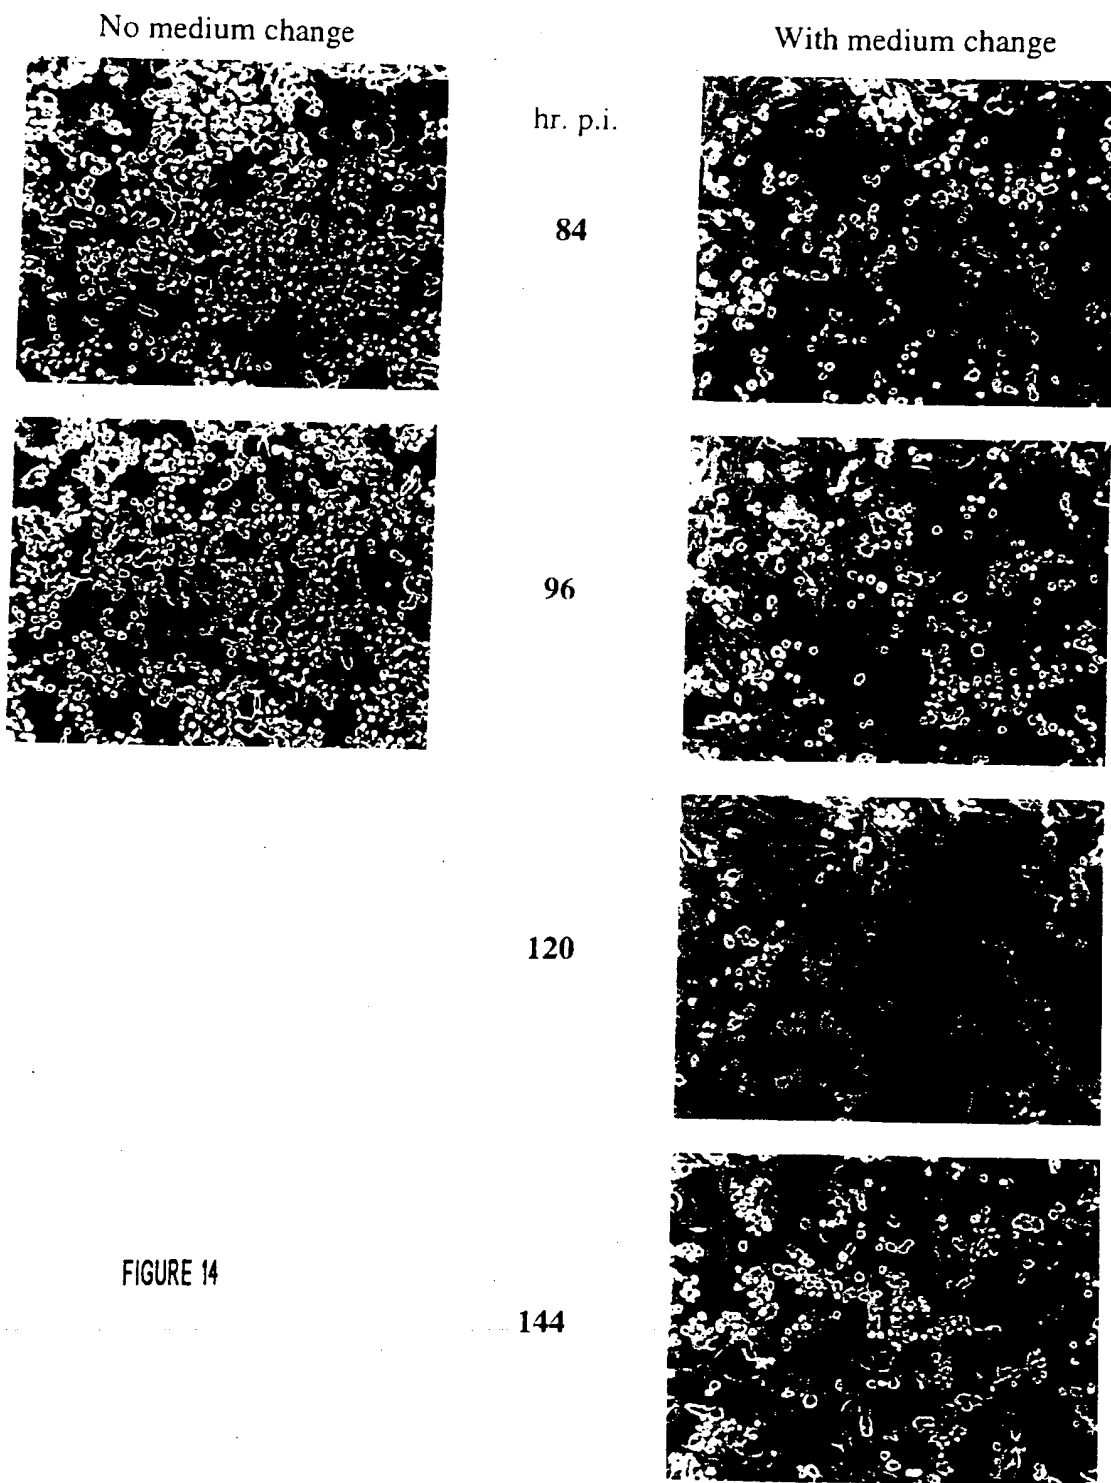 No medium change
With medium change
hr. p.i.
84
96
120
FIGURE 14
144